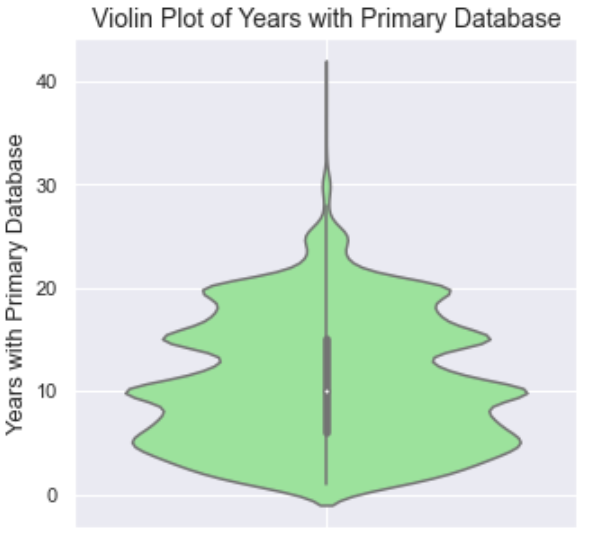 Violin Plot of Years with Primary Database
Years with Primary Database
40
30
20
10
0